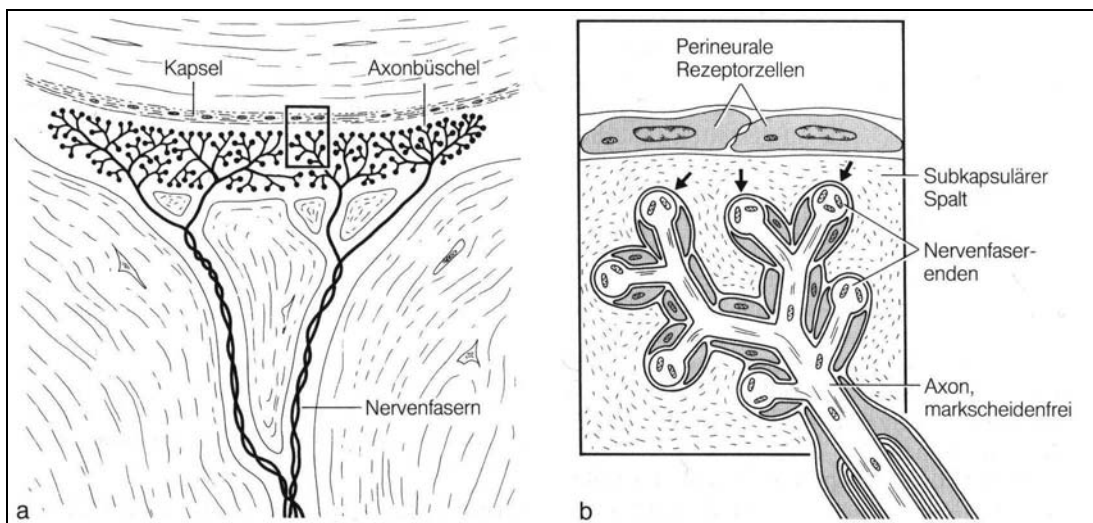 Kapsel
Axonbüschel
Nervenfasern
a
Perineurale
Rezeptorzellen
Subkapsulärer
Spalt
Nervenfaser-
enden
Axon,
markscheidenfrei
b